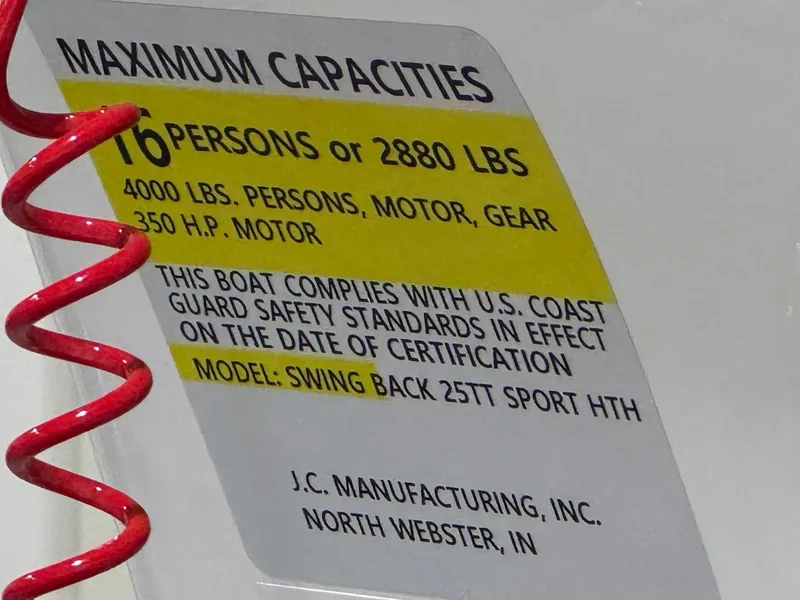 MAXIMUM CAPACITIES
16 PERSONS or 2880 LBS
4000 LBS. PERSONS, MOTOR, GEAR
350 H.P. MOTOR
THIS BOAT COMPLIES WITH U.S. COAST
GUARD SAFETY STANDARDS IN EFFECT
ON THE DATE OF CERTIFICATION
MODEL: SWING BACK 25TT SPORT HTH
J.C. MANUFACTURING, INC.
NORTH WEBSTER, IN